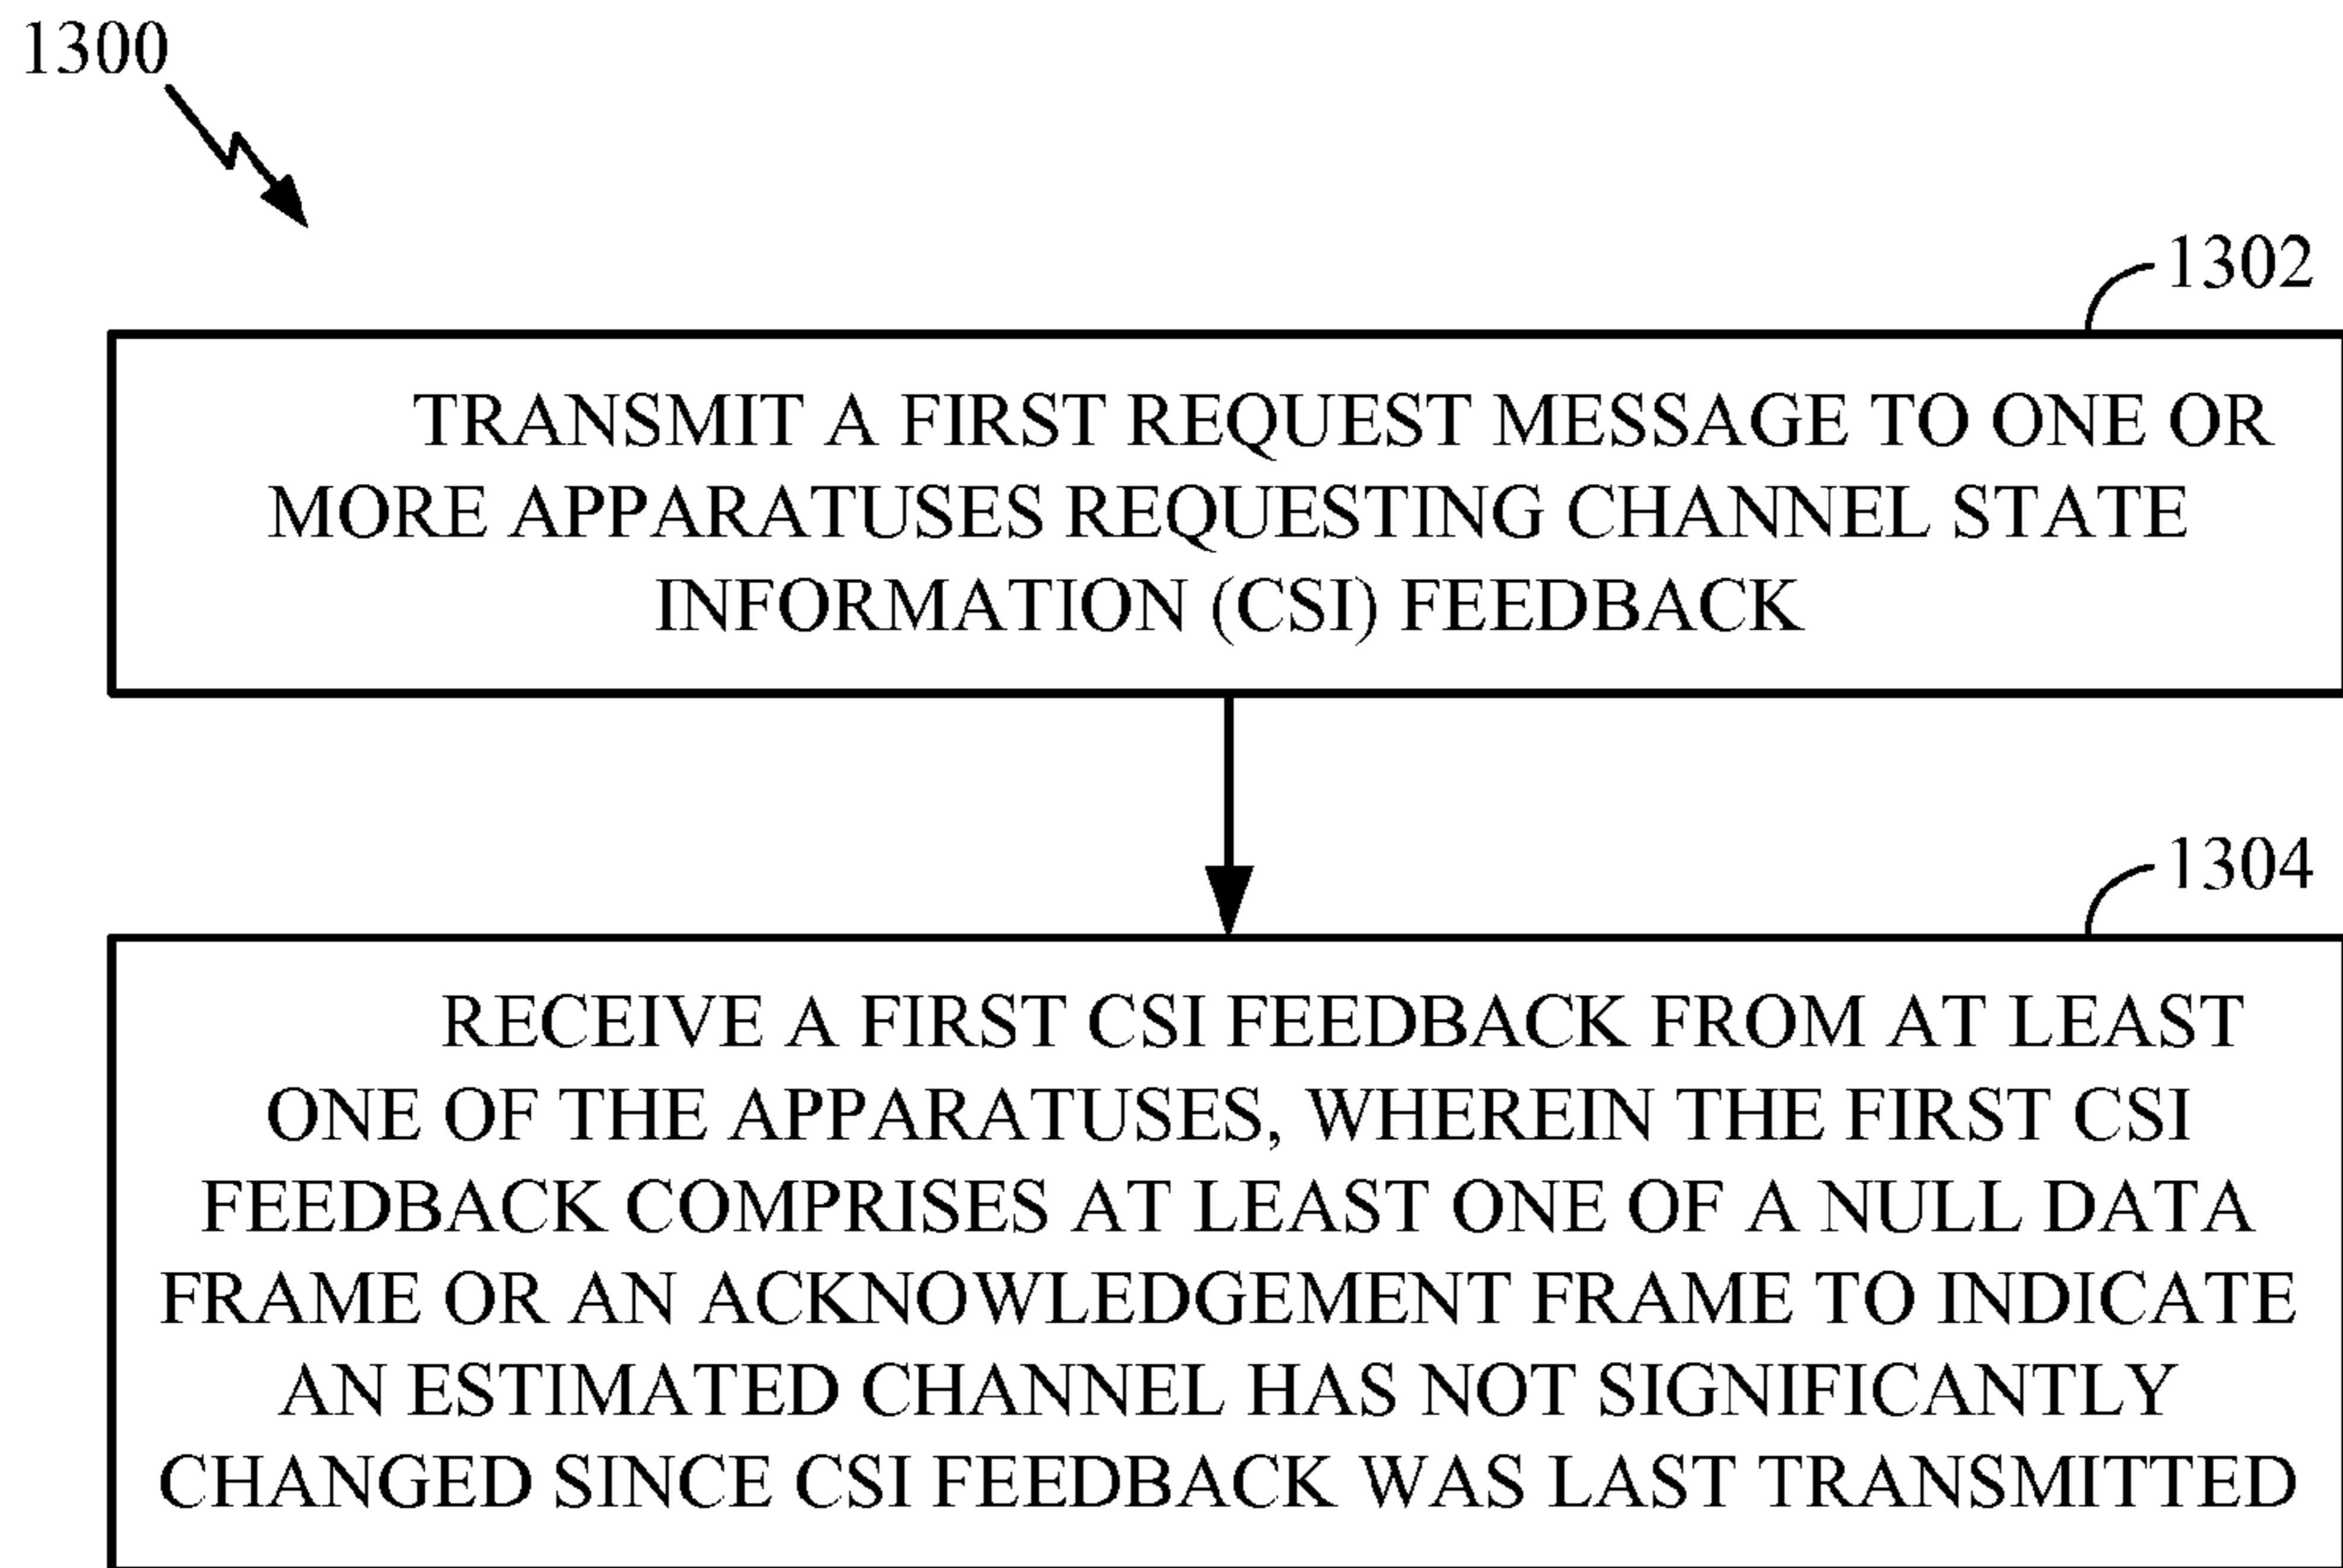 1300
1302
TRANSMIT A FIRST REQUEST MESSAGE TO ONE OR
MORE APPARATUSES REQUESTING CHANNEL STATE
INFORMATION (CSI) FEEDBACK
1304
RECEIVE A FIRST CSI FEEDBACK FROM AT LEAST
ONE OF THE APPARATUSES, WHEREIN THE FIRST CSI
FEEDBACK COMPRISES AT LEAST ONE OF A NULL DATA
FRAME OR AN ACKNOWLEDGEMENT FRAME TO INDICATE
AN ESTIMATED CHANNEL HAS NOT SIGNIFICANTLY
CHANGED SINCE CSI FEEDBACK WAS LAST TRANSMITTED